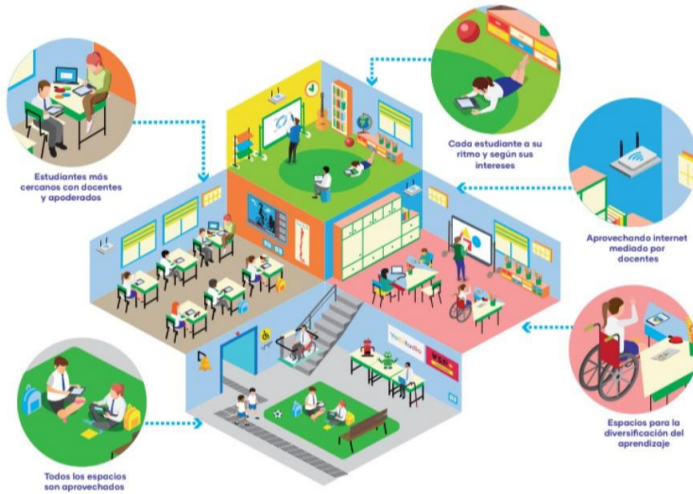 Estudiantes más
cercanos con docentes
y apoderados
Cada estudiante a su
ritmo y según sus
intereses
Aprovechando internet
mediado por
docentes
Espacios para la
diversificación del
aprendizaje
Todos los espacios
son aprovechados